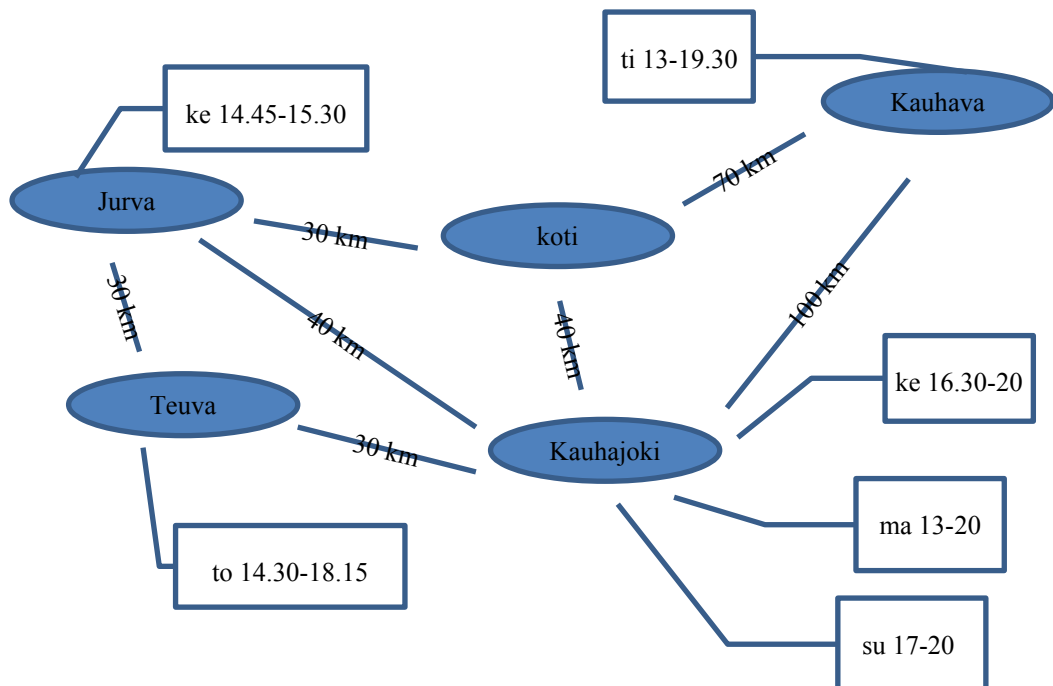 ti 13-19.30
Kauhava
ke 14.45-15.30
70 km
Jurva
30 km
koti
30 km
40 km
40 km
100 km
ke 16.30-20
Teuva
30 km
Kauhajoki
ma 13-20
to 14.30-18.15
su 17-20